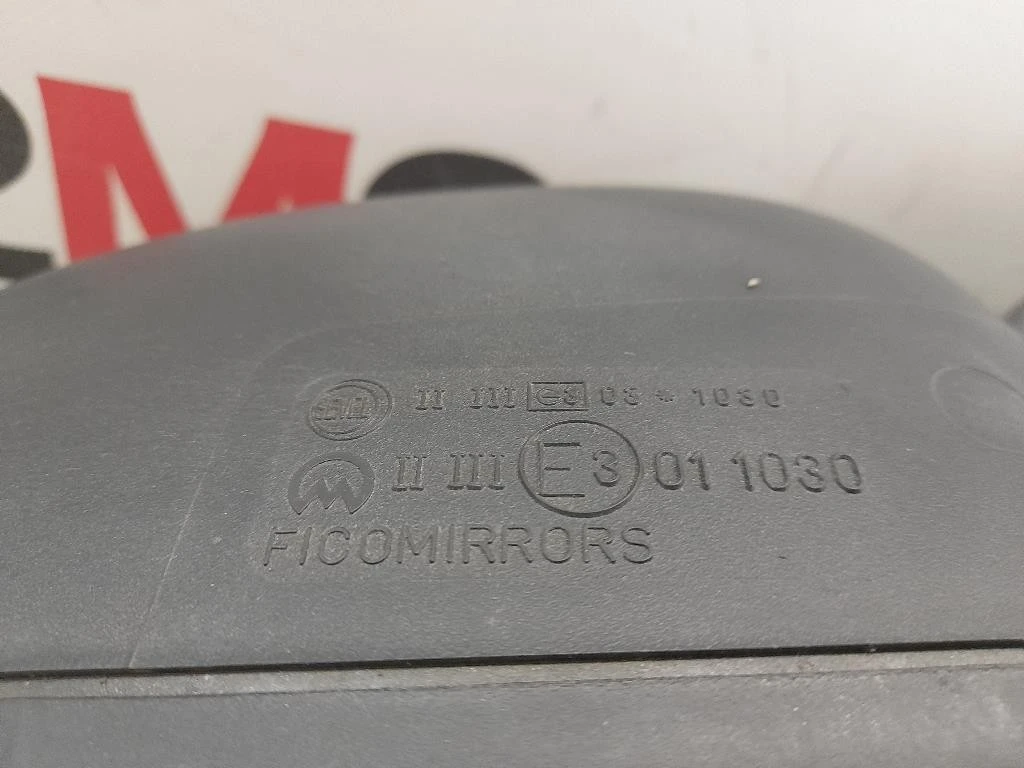 M
II III e3 03 * 1030
II III E3 01 1030
FICOMIRRORS